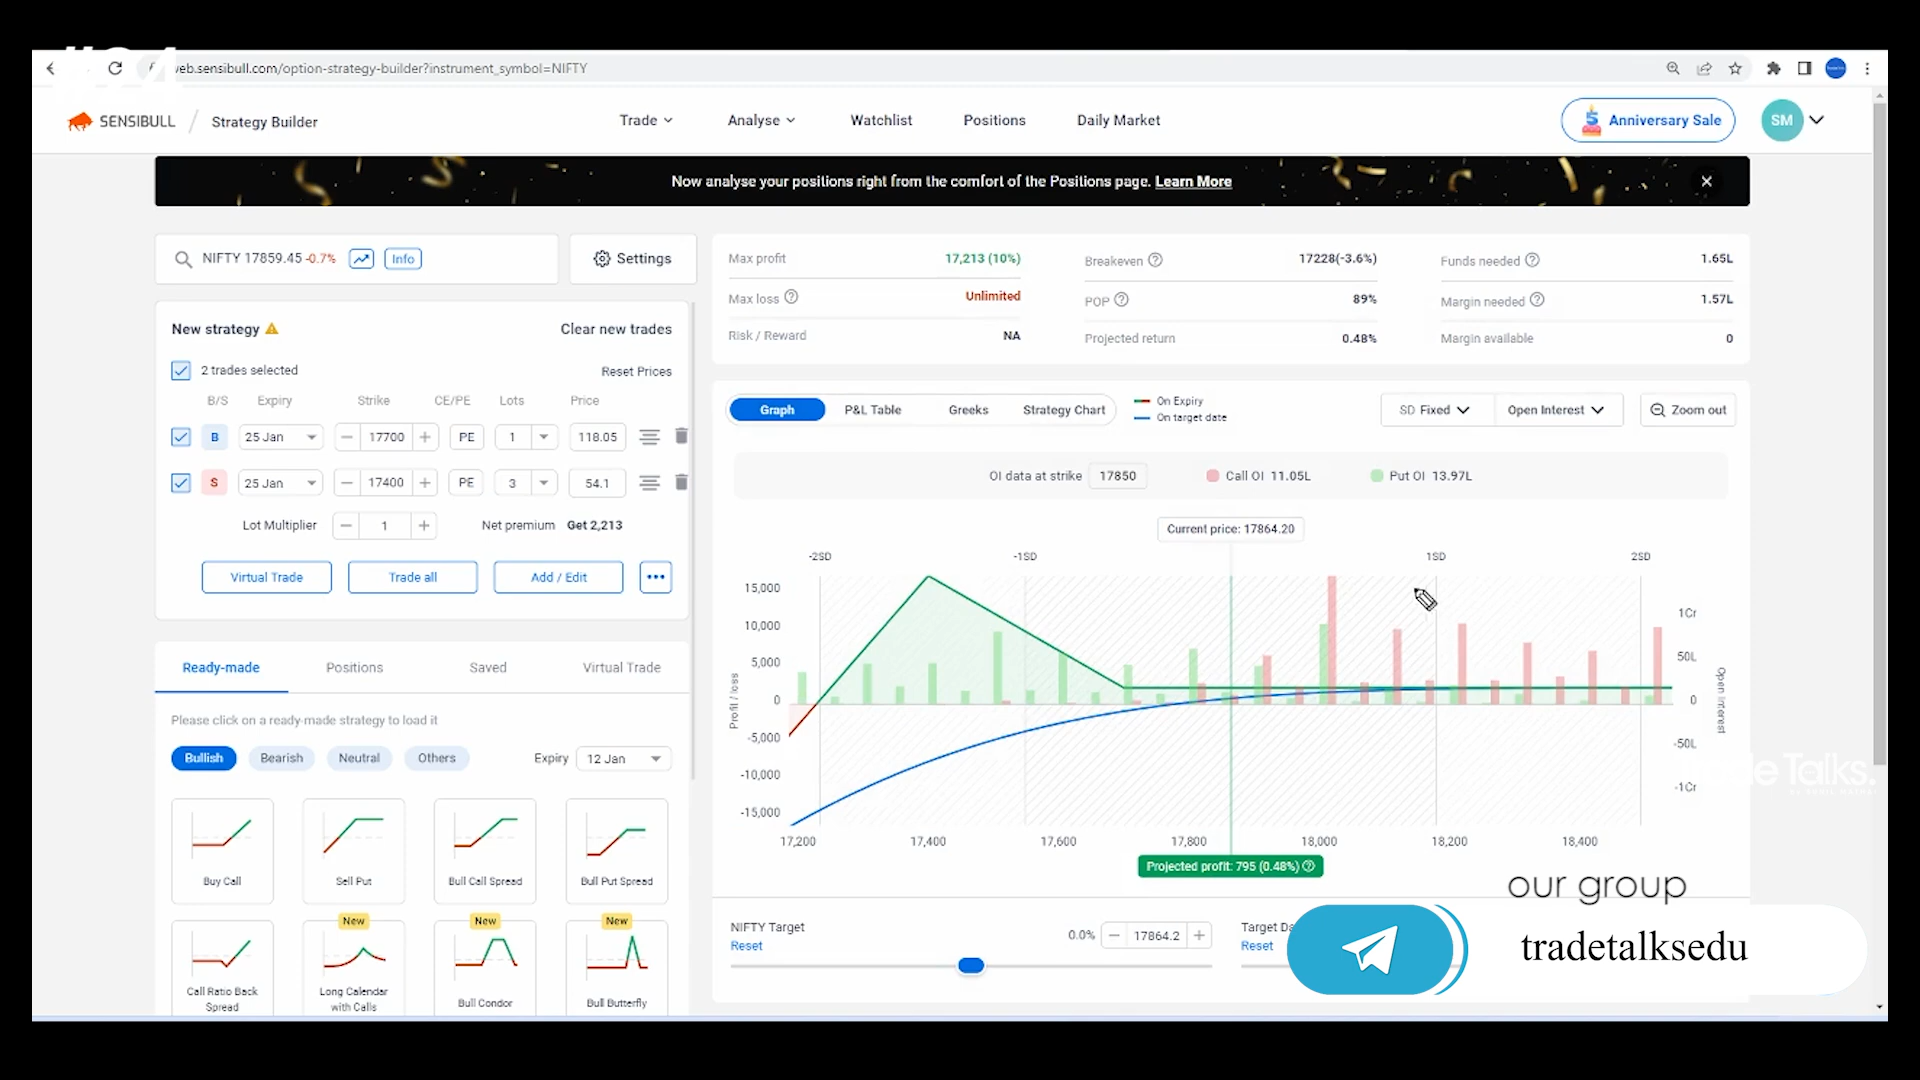 web.sensibull.com/option-strategy-builder?instrument_symbol=NIFTY
SENSIBULL / Strategy Builder
Trade
Analyse
Watchlist
Positions
Daily Market
5 Anniversary Sale
SM
Now analyse your positions right from the comfort of the Positions page. Learn More
NIFTY 17859.45 -0.7%
Info
Settings
New strategy
Clear new trades
2 trades selected
Reset Prices
B/S Expiry Strike CE/PE Lots Price
B 25 Jan 17700 PE 1 118.05
S 25 Jan 17400 PE 3 54.1
Lot Multiplier 1 Net premium Get 2,213
Virtual Trade
Trade all
Add / Edit
Ready-made
Positions
Saved
Virtual Trade
Please click on a ready-made strategy to load it
Bullish
Bearish
Neutral
Others
Expiry 12 Jan
Buy Call
Sell Put
Bull Call Spread
Bull Put Spread
New
New
New
Call Ratio Back Spread
Long Calendar with Calls
Bull Condor
Bull Butterfly
Max profit 17,213 (10%)
Max loss Unlimited
Risk / Reward NA
Breakeven 17228(-3.6%)
POP 89%
Projected return 0.48%
Funds needed 1.65L
Margin needed 1.57L
Margin available 0
Graph
P&L Table
Greeks
Strategy Chart
On Expiry
On target date
SD Fixed
Open Interest
Zoom out
OI data at strike 17850
Call OI 11.05L
Put OI 13.97L
Current price: 17864.20
-2SD -1SD 1SD 2SD
15,000
10,000
5,000
0
-5,000
-10,000
-15,000
Profit / loss
1Cr
50L
0
-50L
-1Cr
Open Interest
17,200 17,400 17,600 17,800 18,000 18,200 18,400
Projected profit: 795 (0.48%)
NIFTY Target
Reset
0.0% 17864.2
Target Da
Reset
le Talks.
our group
tradetalksedu